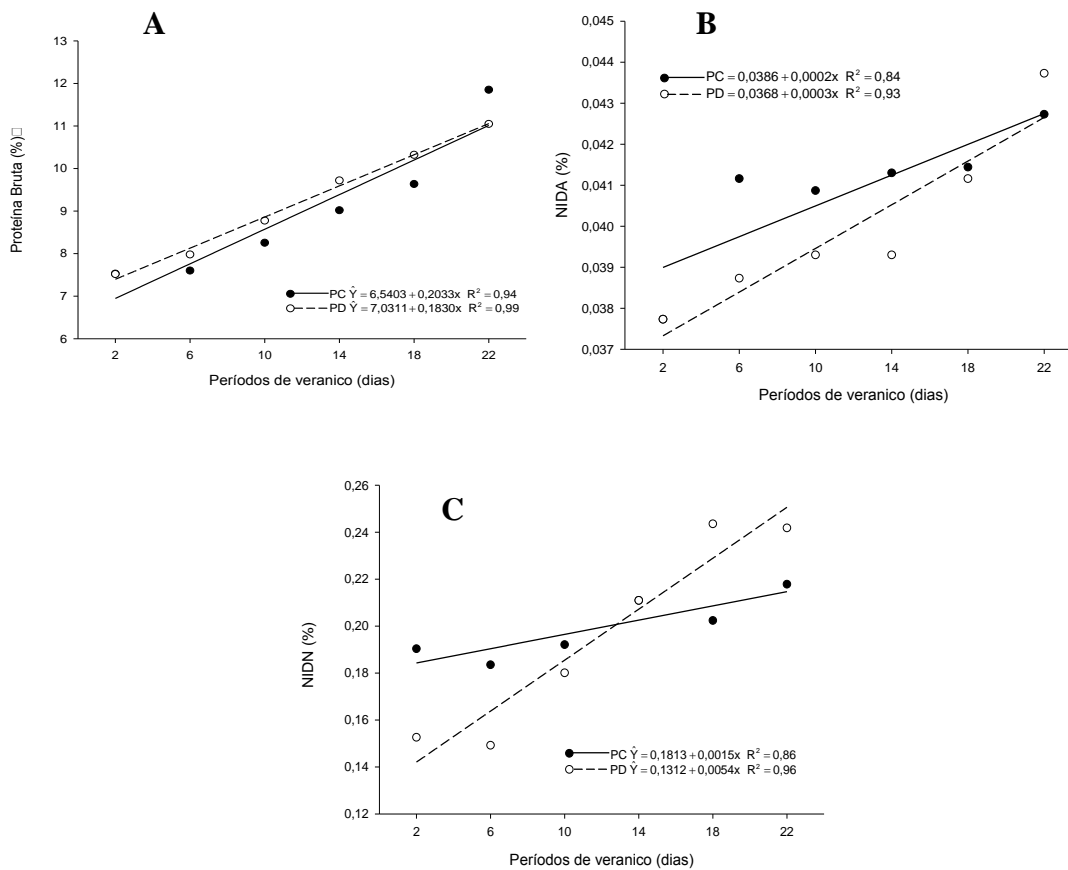 A
13
12
11
10
9
8
7
6
Proteína Bruta (%)□
PC Ŷ = 6,5403 + 0,2033x R² = 0,94
PD Ŷ = 7,0311 + 0,1830x R² = 0,99
2 6 10 14 18 22
Períodos de veranico (dias)
B
0,045
0,044
0,043
0,042
0,041
0,040
0,039
0,038
0,037
NIDA (%)
PC = 0,0386 + 0,0002x R² = 0,84
PD = 0,0368 + 0,0003x R² = 0,93
2 6 10 14 18 22
Períodos de veranico (dias)
C
0,26
0,24
0,22
0,20
0,18
0,16
0,14
0,12
NIDN (%)
PC Ŷ = 0,1813 + 0,0015x R² = 0,86
PD Ŷ = 0,1312 + 0,0054x R² = 0,96
2 6 10 14 18 22
Períodos de veranico (dias)